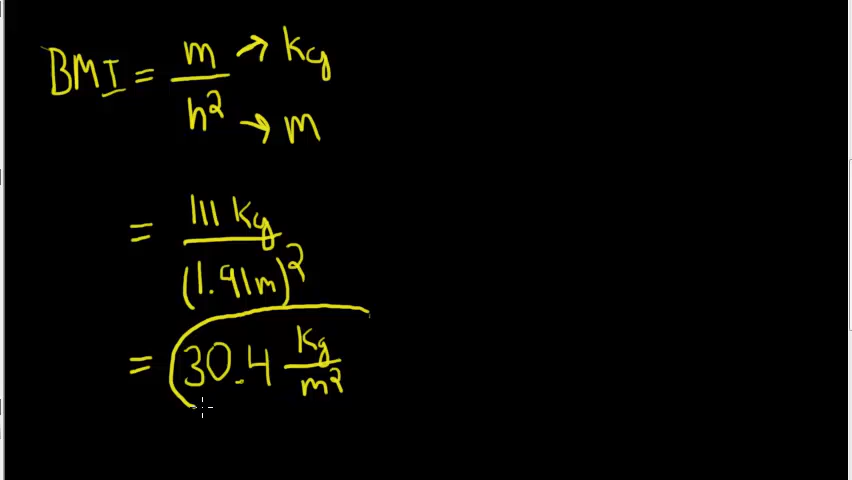 BMI = m/h² → kg → m
= 111 kg/(1.91m)²
= 30.4 kg/m²